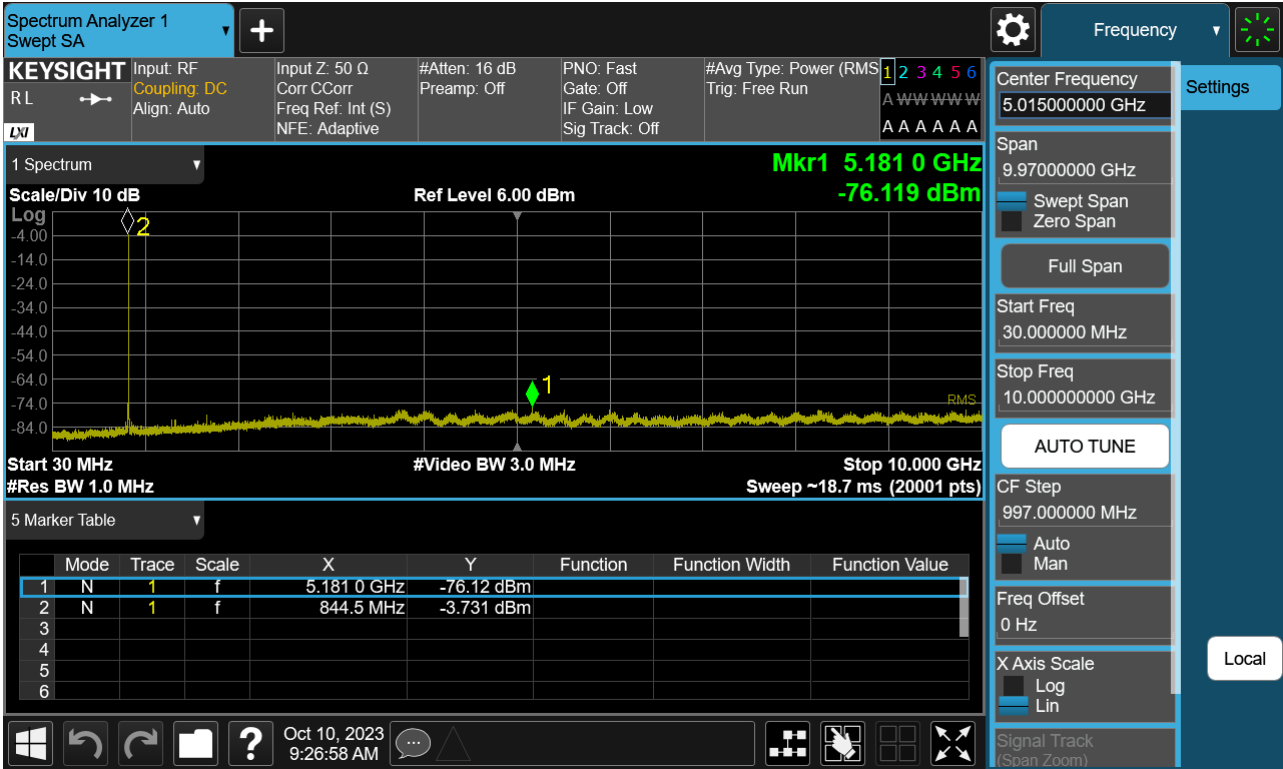 Spectrum Analyzer 1
Swept SA
Frequency
KEYSIGHT
R L
LXI
Input: RF
Coupling: DC
Align: Auto
Input Z: 50 Ω
Corr CCorr
Freq Ref: Int (S)
NFE: Adaptive
#Atten: 16 dB
Preamp: Off
PNO: Fast
Gate: Off
IF Gain: Low
Sig Track: Off
#Avg Type: Power (RMS
Trig: Free Run
1 2 3 4 5 6
A W W W W W
A A A A A A
1 Spectrum
Mkr1 5.181 0 GHz
-76.119 dBm
Scale/Div 10 dB
Ref Level 6.00 dBm
Log
-4.00
-14.0
-24.0
-34.0
-44.0
-54.0
-64.0
-74.0
-84.0
2
1
RMS
Start 30 MHz
#Video BW 3.0 MHz
Stop 10.000 GHz
#Res BW 1.0 MHz
Sweep ~18.7 ms (20001 pts)
5 Marker Table
Mode Trace Scale X Y Function Function Width Function Value
1 N 1 f 5.181 0 GHz -76.12 dBm
2 N 1 f 844.5 MHz -3.731 dBm
3
4
5
6
?
Oct 10, 2023
9:26:58 AM
Center Frequency
5.015000000 GHz
Settings
Span
9.97000000 GHz
Swept Span
Zero Span
Full Span
Start Freq
30.000000 MHz
Stop Freq
10.000000000 GHz
AUTO TUNE
CF Step
997.000000 MHz
Auto
Man
Freq Offset
0 Hz
X Axis Scale
Log
Lin
Local
Signal Track
(Span Zoom)